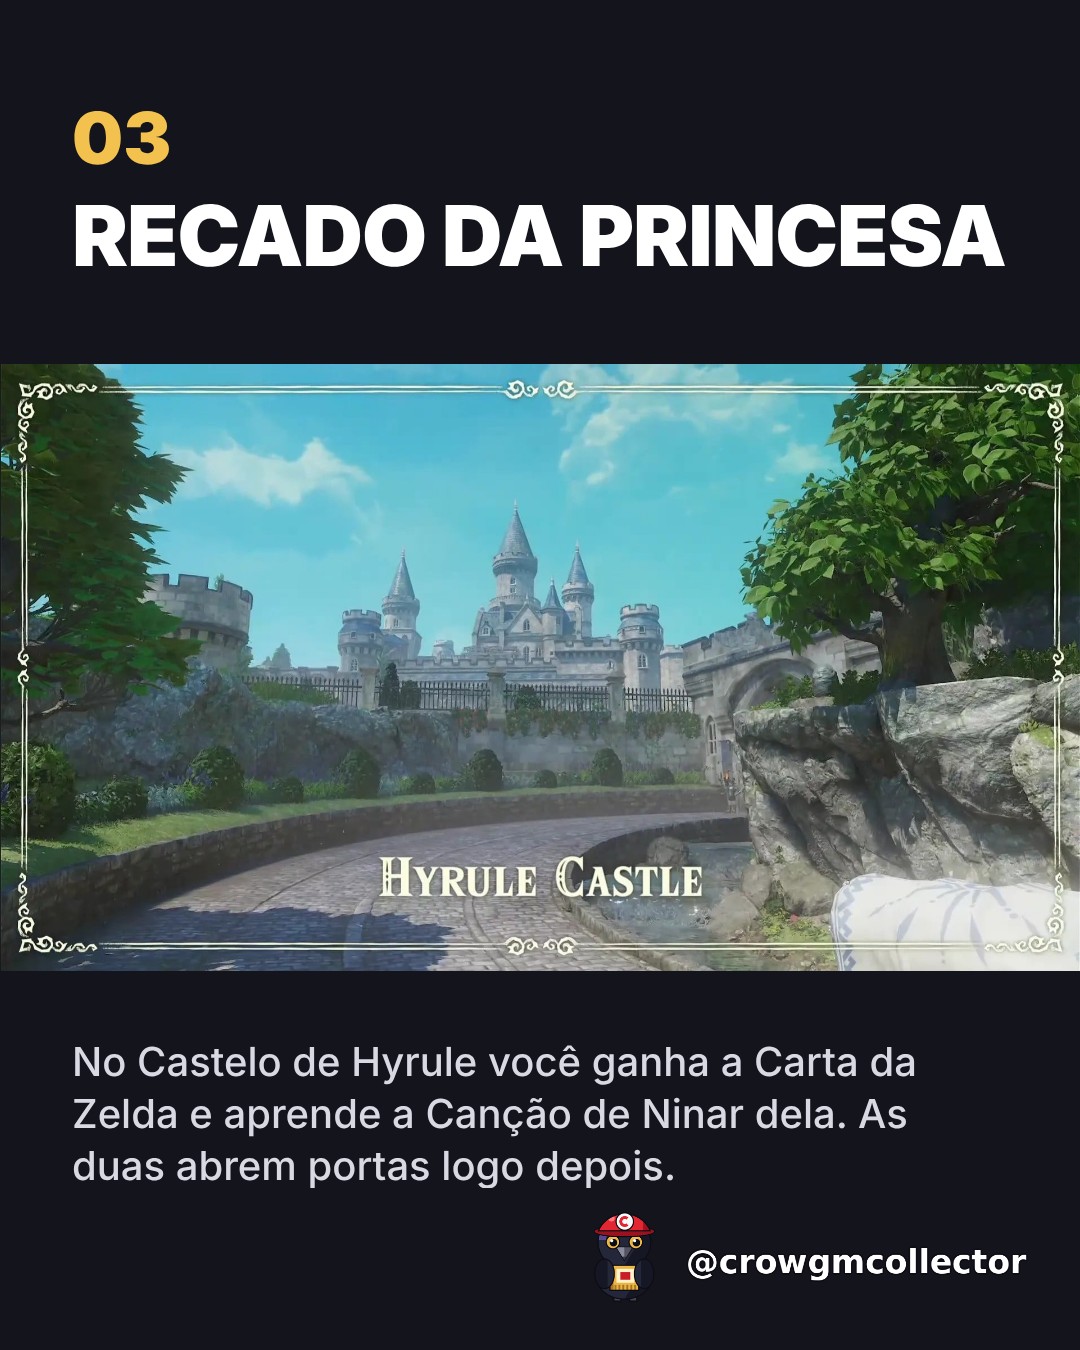 03
RECADO DA PRINCESA
HYRULE CASTLE
No Castelo de Hyrule você ganha a Carta da
Zelda e aprende a Canção de Ninar dela. As
duas abrem portas logo depois.
C
@crowgmcollector